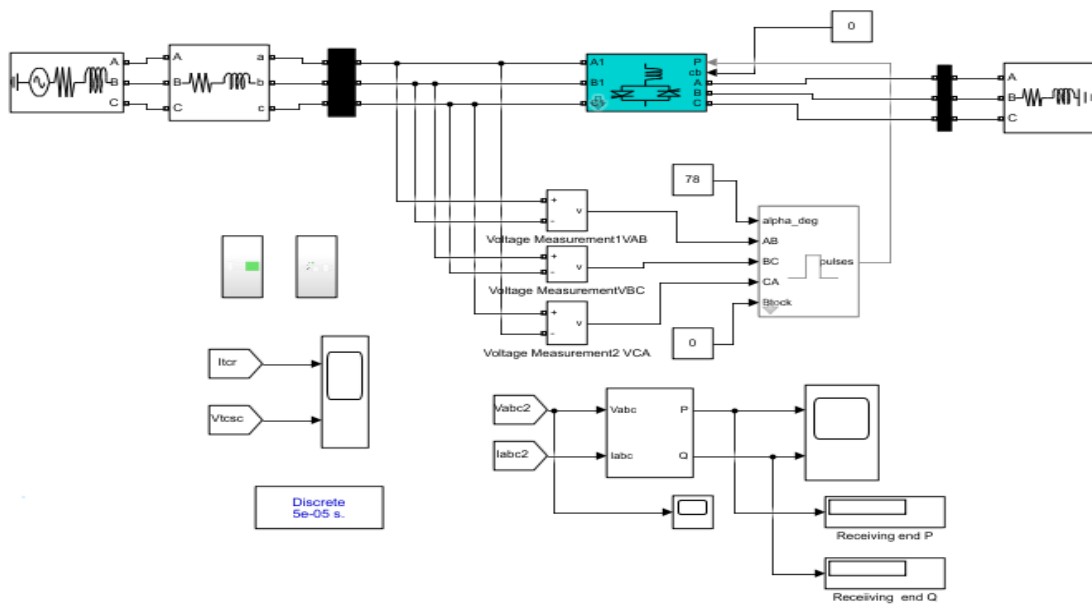 0
A
B
C
A
B
C
a
b
c
A1
B1
P
cb
A
B
C
A
B
C
78
+
-
v
Voltage Measurement1VAB
+
-
v
Voltage MeasurementVBC
+
-
v
Voltage Measurement2 VCA
alpha_deg
AB
BC
CA
Block
pulses
0
Itcr
Vtcsc
Vabc2
Iabc2
Vabc
Iabc
P
Q
Discrete
5e-05 s.
Receiving end P
Receiiving end Q